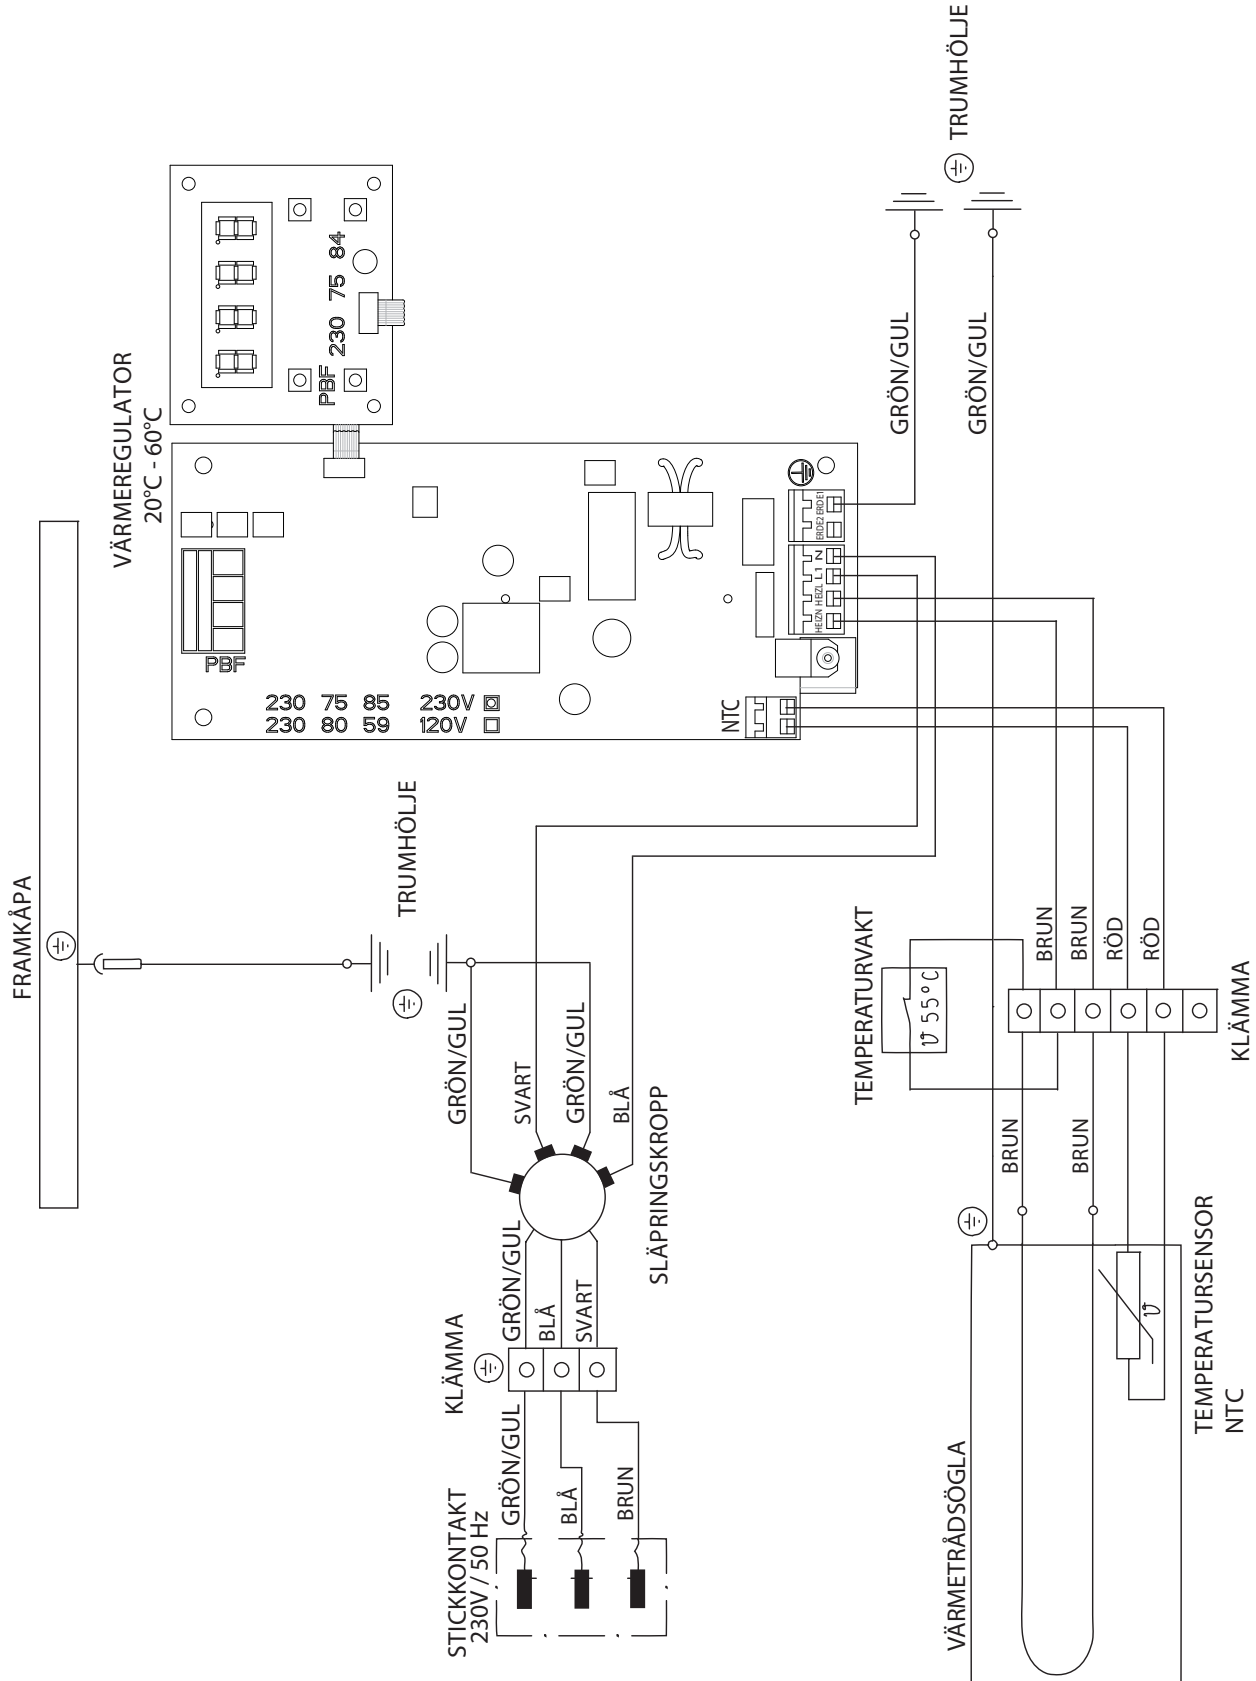 FRAMKÅPA
VÄRMEREGULATOR
20°C - 60°C
PBF 230 75 84
PBF
230 75 85 230V
230 80 59 120V
NTC
HEIZN HEIZL L1 N
ERDE2 ERDE1
GRÖN/GUL
GRÖN/GUL
TRUMHÖLJE
TRUMHÖLJE
GRÖN/GUL
SVART
GRÖN/GUL
BLÅ
SLÄPRINGSKROPP
KLÄMMA
GRÖN/GUL
BLÅ
SVART
STICKKONTAKT
230V / 50 Hz
GRÖN/GUL
BLÅ
BRUN
TEMPERATURVAKT
ϑ 55°C
BRUN
BRUN
RÖD
RÖD
KLÄMMA
BRUN
BRUN
VÄRMETRÅDSÖGLA
ϑ
TEMPERATURSENSOR
NTC